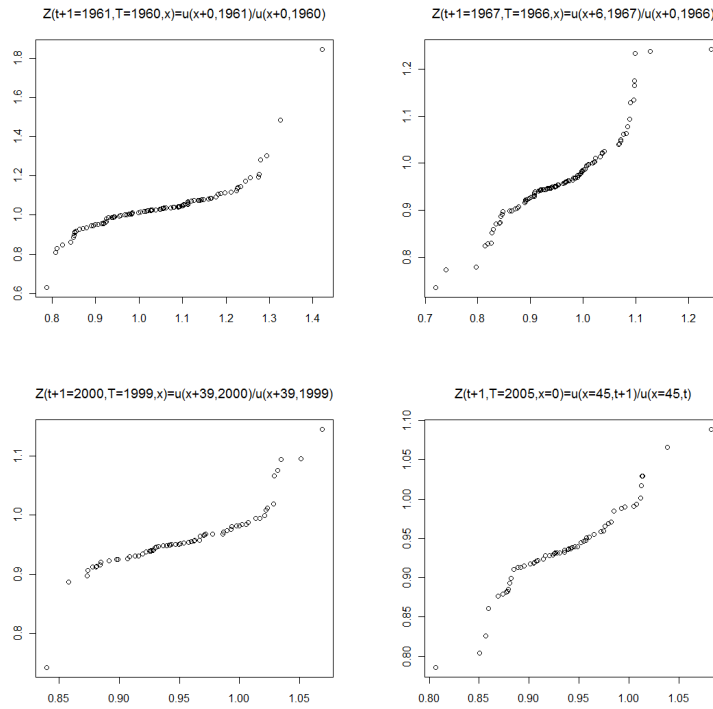 Z(t+1=1961,T=1960,x)=u(x+0,1961)/u(x+0,1960)
1.8
1.6
1.4
1.2
1.0
0.8
0.6
0.8 0.9 1.0 1.1 1.2 1.3 1.4
Z(t+1=1967,T=1966,x)=u(x+6,1967)/u(x+0,1966)
1.2
1.1
1.0
0.9
0.8
0.7 0.8 0.9 1.0 1.1 1.2
Z(t+1=2000,T=1999,x)=u(x+39,2000)/u(x+39,1999)
1.1
1.0
0.9
0.8
0.85 0.90 0.95 1.00 1.05
Z(t+1,T=2005,x=0)=u(x=45,t+1)/u(x=45,t)
1.10
1.05
1.00
0.95
0.90
0.85
0.80
0.80 0.85 0.90 0.95 1.00 1.05